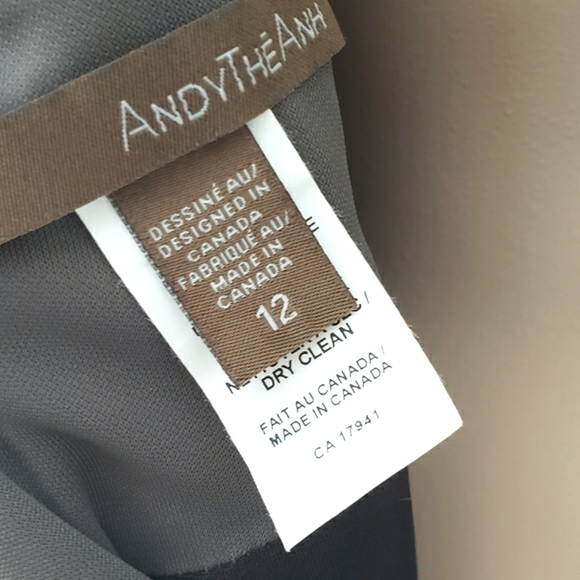 ANDYTHÉANH
DESSINÉ AU/
DESIGNED IN
CANADA
FABRIQUÉ AU/
MADE IN
CANADA
12
DRY CLEAN
FAIT AU CANADA /
MADE IN CANADA
CA 17941